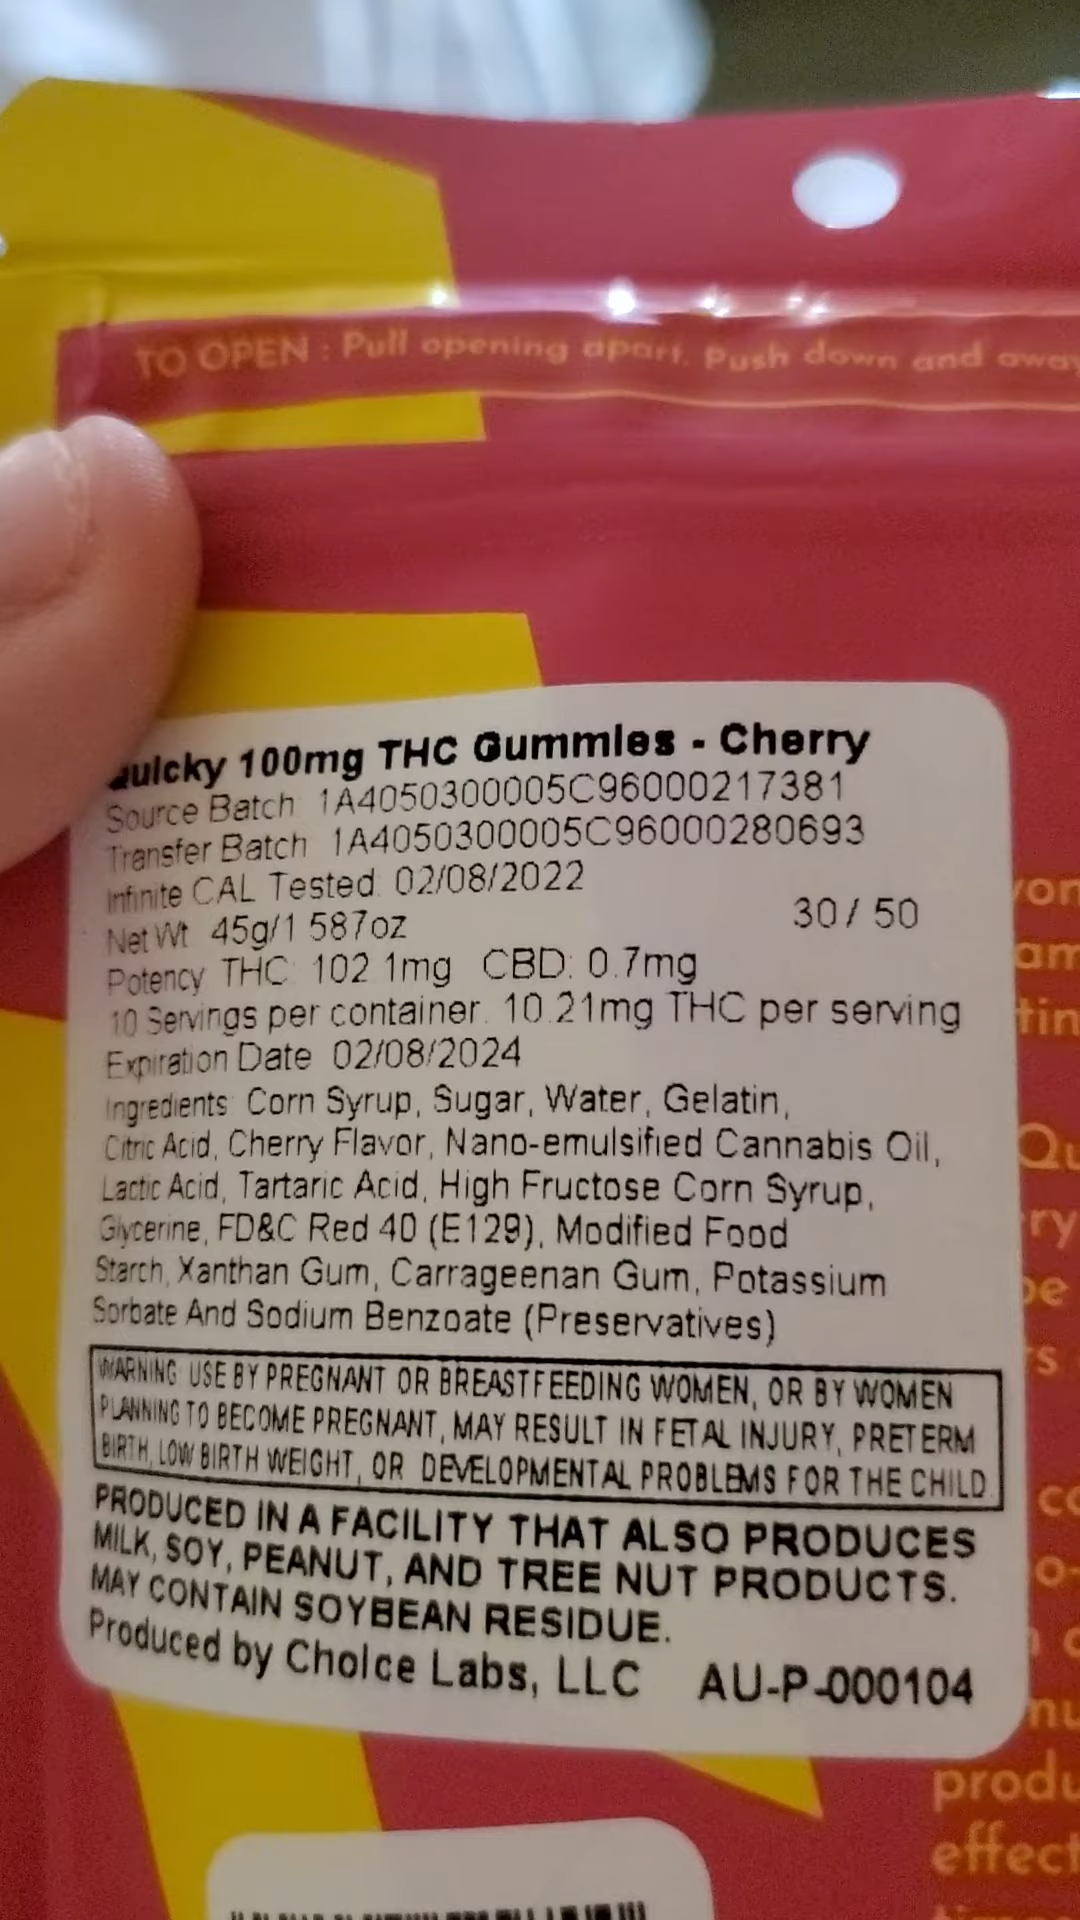 TO OPEN : Pull opening apart. Push down and away
Quicky 100mg THC Gummies - Cherry
Source Batch: 1A4050300005C96000217381
Transfer Batch: 1A4050300005C96000280693
Infinite CAL Tested: 02/08/2022
Net Wt: 45g/1.587oz
30 / 50
Potency THC: 102.1mg CBD: 0.7mg
10 Servings per container. 10.21mg THC per serving
Expiration Date: 02/08/2024
Ingredients: Corn Syrup, Sugar, Water, Gelatin,
Citric Acid, Cherry Flavor, Nano-emulsified Cannabis Oil,
Lactic Acid, Tartaric Acid, High Fructose Corn Syrup,
Glycerine, FD&C Red 40 (E129), Modified Food
Starch, Xanthan Gum, Carrageenan Gum, Potassium
Sorbate And Sodium Benzoate (Preservatives)
WARNING: USE BY PREGNANT OR BREASTFEEDING WOMEN, OR BY WOMEN
PLANNING TO BECOME PREGNANT, MAY RESULT IN FETAL INJURY, PRETERM
BIRTH, LOW BIRTH WEIGHT, OR DEVELOPMENTAL PROBLEMS FOR THE CHILD.
PRODUCED IN A FACILITY THAT ALSO PRODUCES
MILK, SOY, PEANUT, AND TREE NUT PRODUCTS.
MAY CONTAIN SOYBEAN RESIDUE.
Produced by Choice Labs, LLC AU-P-000104